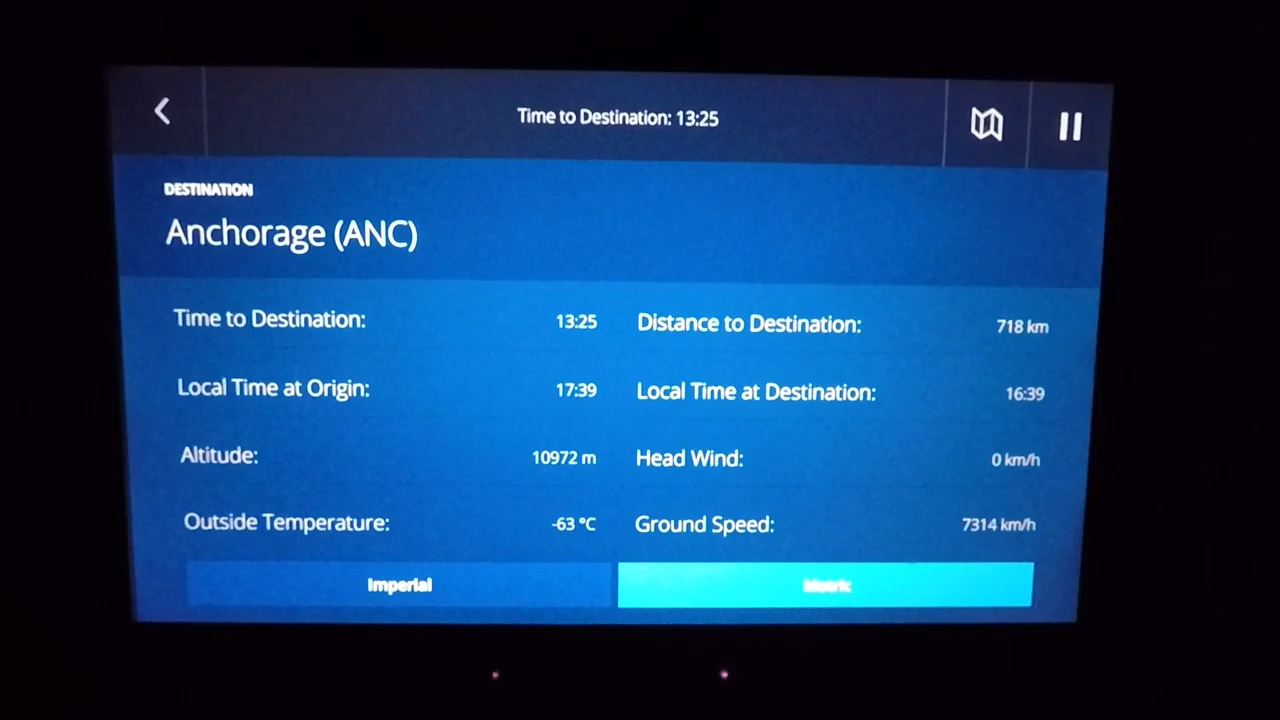 Time to Destination: 13:25
DESTINATION
Anchorage (ANC)
Time to Destination: 13:25 Distance to Destination: 718 km
Local Time at Origin: 17:39 Local Time at Destination: 16:39
Altitude: 10972 m Head Wind: 0 km/h
Outside Temperature: -63 °C Ground Speed: 7314 km/h
Imperial Metric